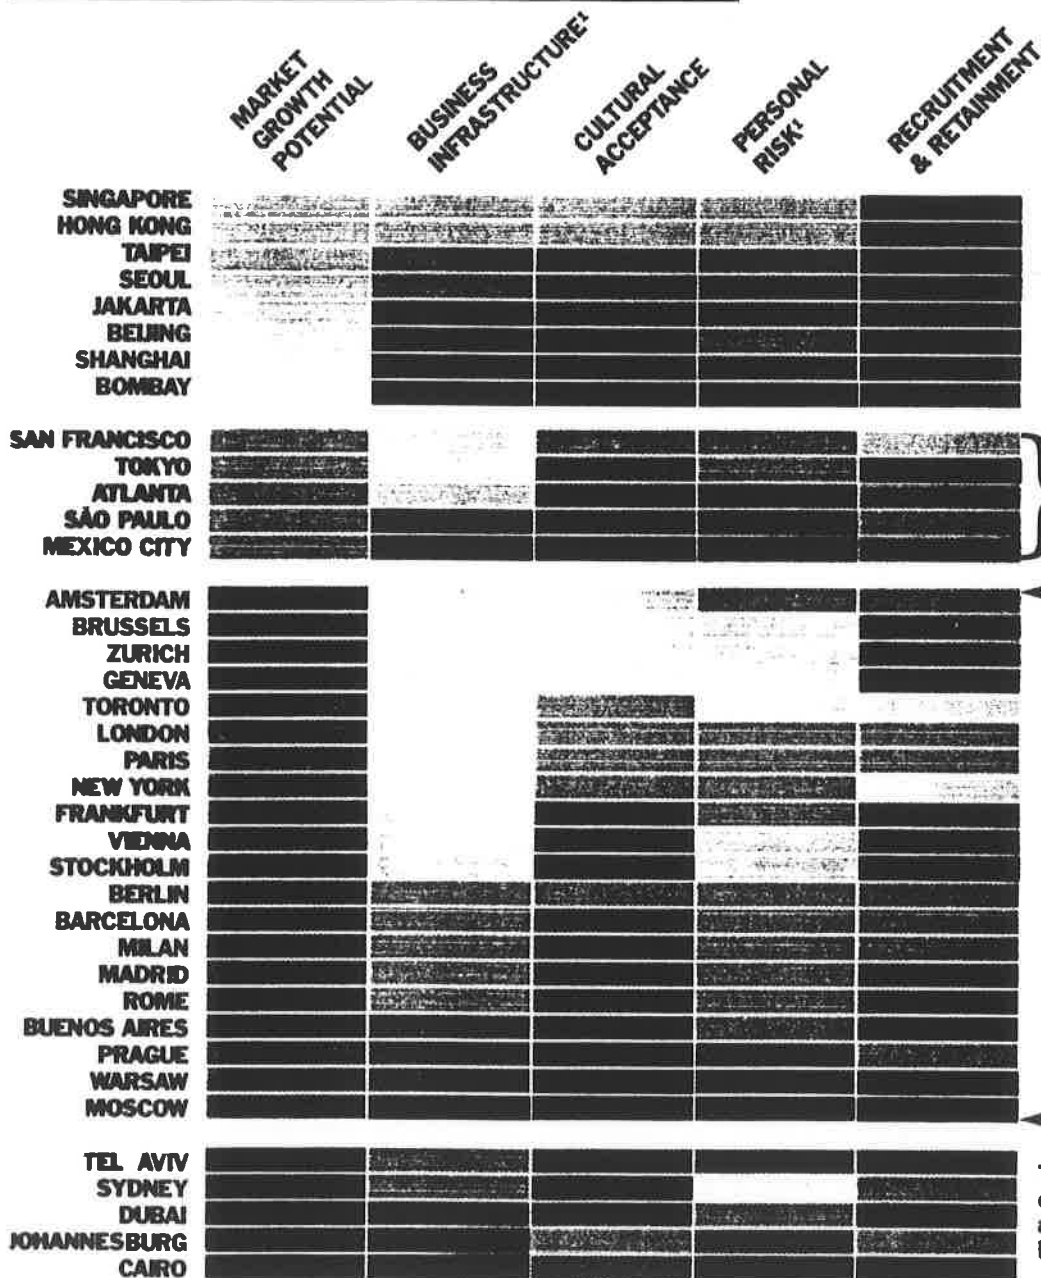 MARKET
GROWTH
POTENTIAL
BUSINESS
INFRASTRUCTURE¹
CULTURAL
ACCEPTANCE
PERSONAL
RISK¹
RECRUITMENT
& RETAINMENT
SINGAPORE
HONG KONG
TAIPEI
SEOUL
JAKARTA
BEIJING
SHANGHAI
BOMBAY
SAN FRANCISCO
TOKYO
ATLANTA
SÃO PAULO
MEXICO CITY
AMSTERDAM
BRUSSELS
ZURICH
GENEVA
TORONTO
LONDON
PARIS
NEW YORK
FRANKFURT
VIENNA
STOCKHOLM
BERLIN
BARCELONA
MILAN
MADRID
ROME
BUENOS AIRES
PRAGUE
WARSAW
MOSCOW
TEL AVIV
SYDNEY
DUBAI
JOHANNESBURG
CAIRO